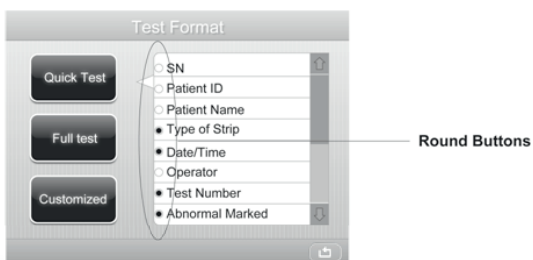 Test Format
Quick Test
Full test
Customized
SN
Patient ID
Patient Name
Type of Strip
Date/Time
Operator
Test Number
Abnormal Marked
Round Buttons